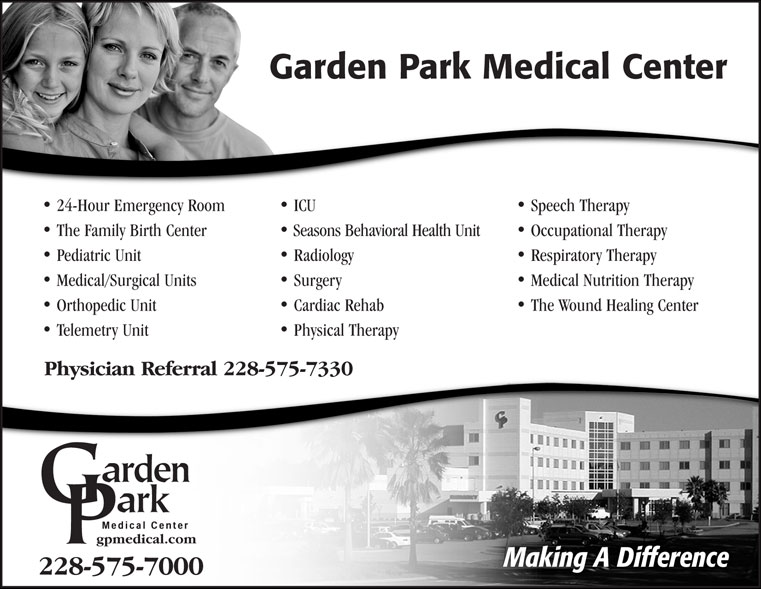 Garden Park Medical Center
• 24-Hour Emergency Room
• The Family Birth Center
• Pediatric Unit
• Medical/Surgical Units
• Orthopedic Unit
• Telemetry Unit
• ICU
• Seasons Behavioral Health Unit
• Radiology
• Surgery
• Cardiac Rehab
• Physical Therapy
• Speech Therapy
• Occupational Therapy
• Respiratory Therapy
• Medical Nutrition Therapy
• The Wound Healing Center
Physician Referral 228-575-7330
GP
Garden
Park
Medical Center
gpmedical.com
228-575-7000
Making A Difference